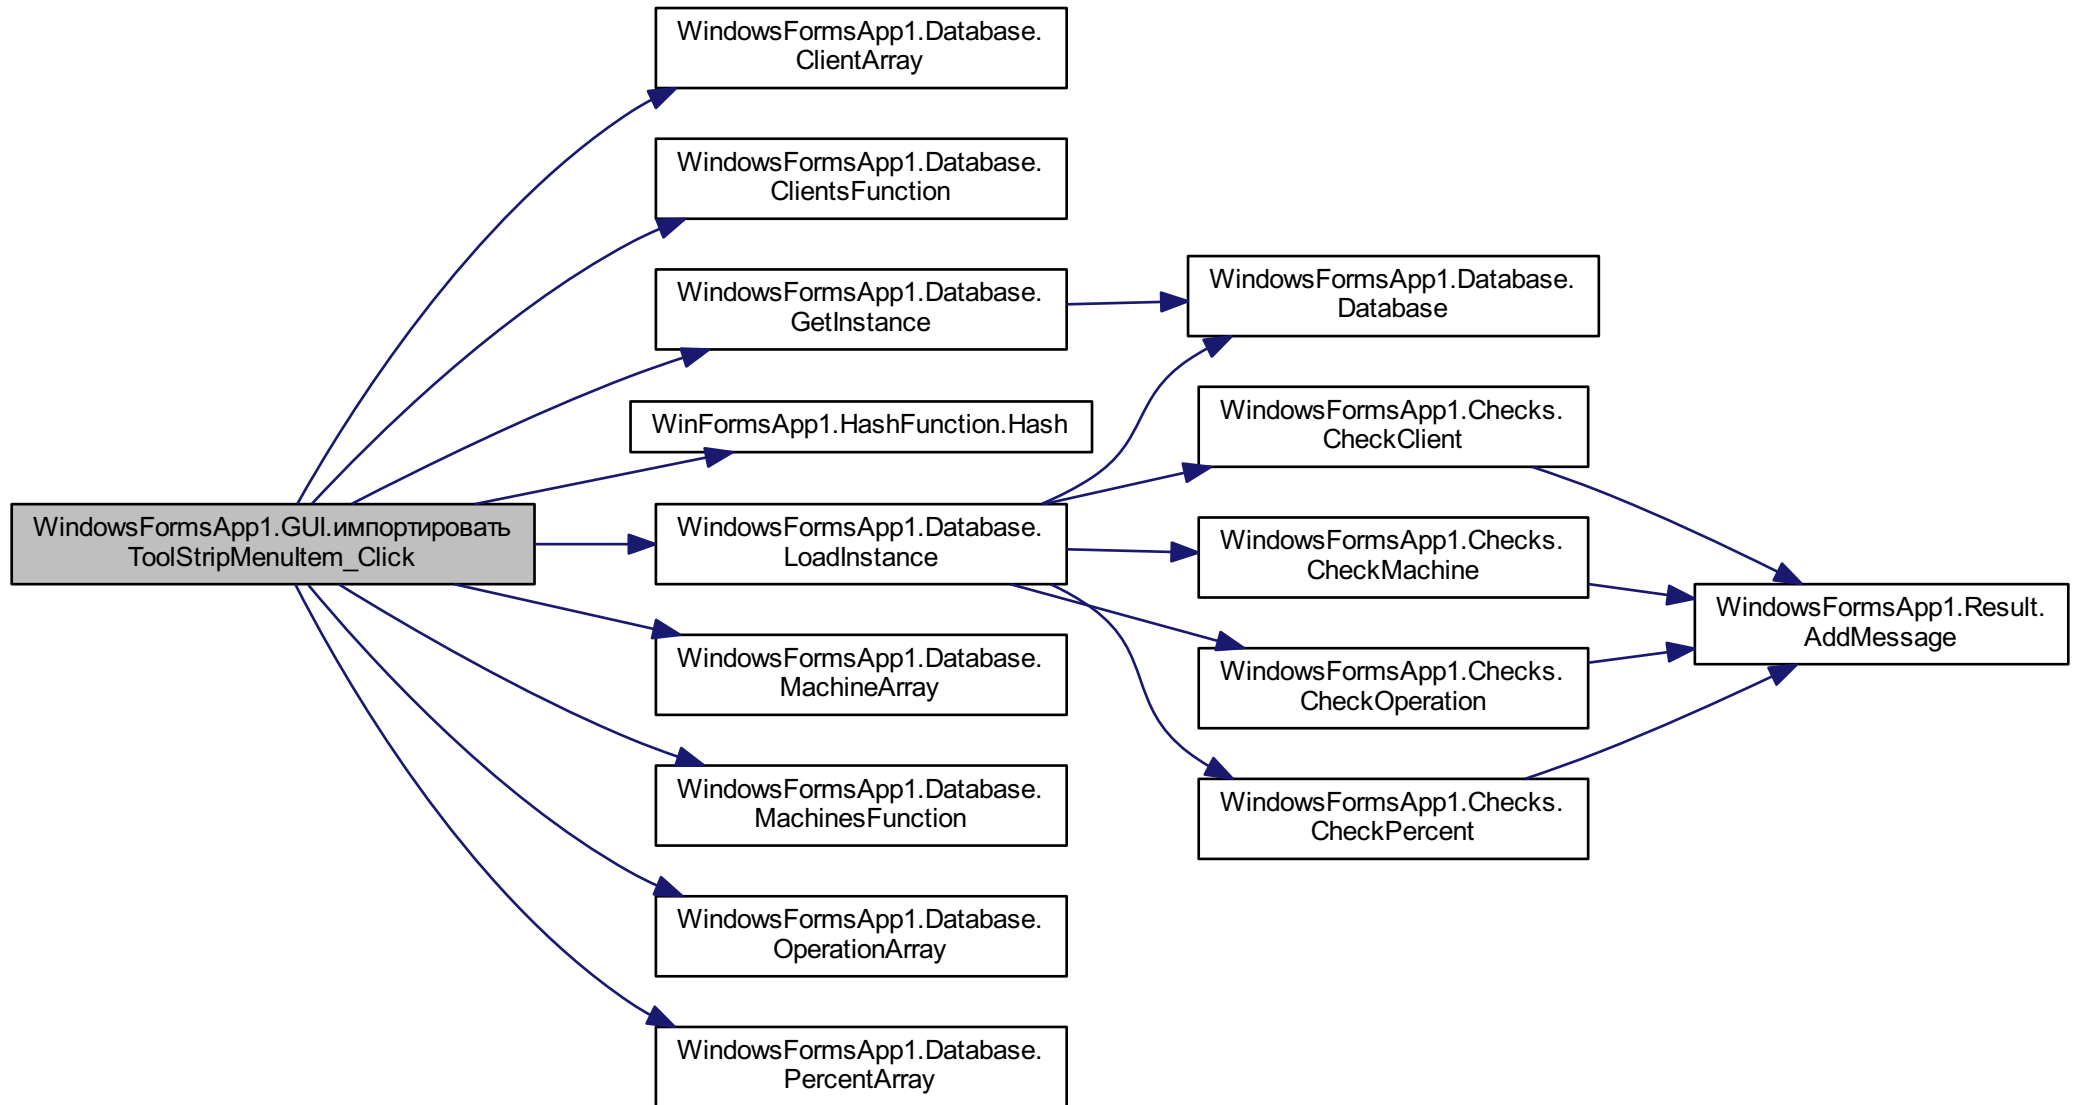 WindowsFormsApp1.GUI.импортировать
ToolStripMenuItem_Click
WindowsFormsApp1.Database.
ClientArray
WindowsFormsApp1.Database.
ClientsFunction
WindowsFormsApp1.Database.
GetInstance
WinFormsApp1.HashFunction.Hash
WindowsFormsApp1.Database.
LoadInstance
WindowsFormsApp1.Database.
MachineArray
WindowsFormsApp1.Database.
MachinesFunction
WindowsFormsApp1.Database.
OperationArray
WindowsFormsApp1.Database.
PercentArray
WindowsFormsApp1.Database.
Database
WindowsFormsApp1.Checks.
CheckClient
WindowsFormsApp1.Checks.
CheckMachine
WindowsFormsApp1.Checks.
CheckOperation
WindowsFormsApp1.Checks.
CheckPercent
WindowsFormsApp1.Result.
AddMessage